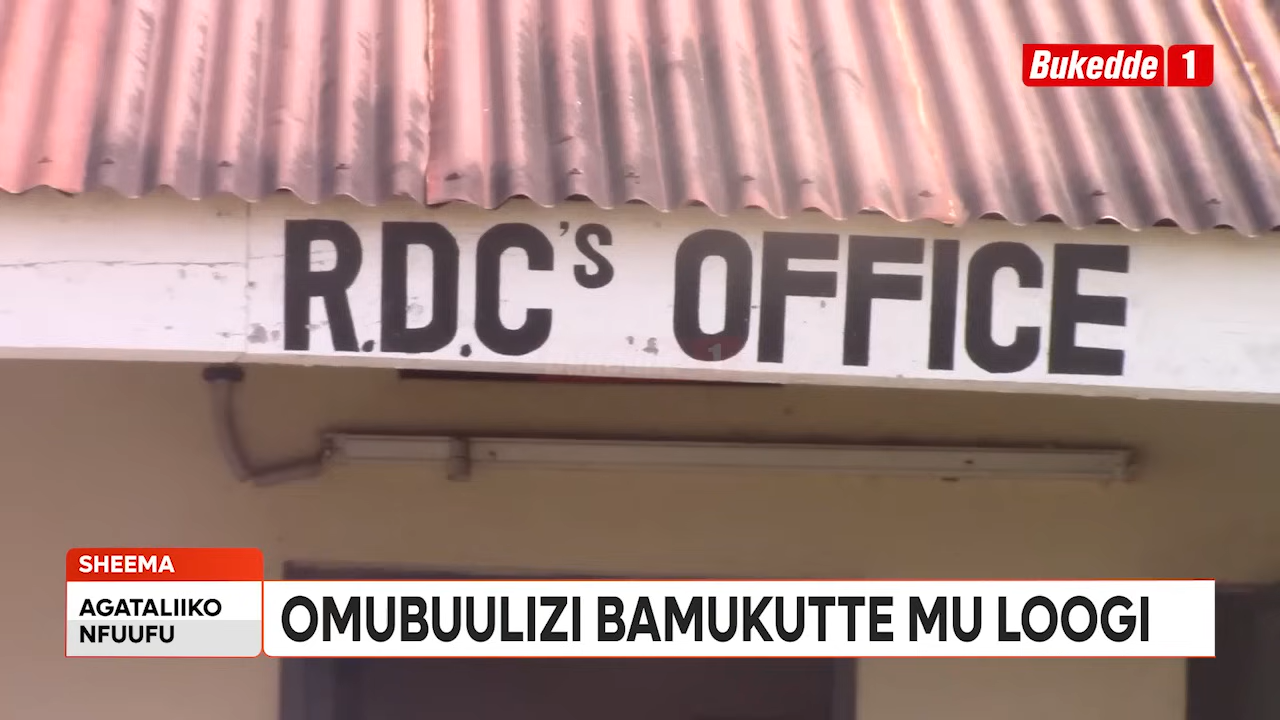 Bukedde 1
R.D.C's OFFICE
SHEEMA
AGATALIIKO
NFUUFU
OMUBUULIZI BAMUKUTTE MU LOOGI